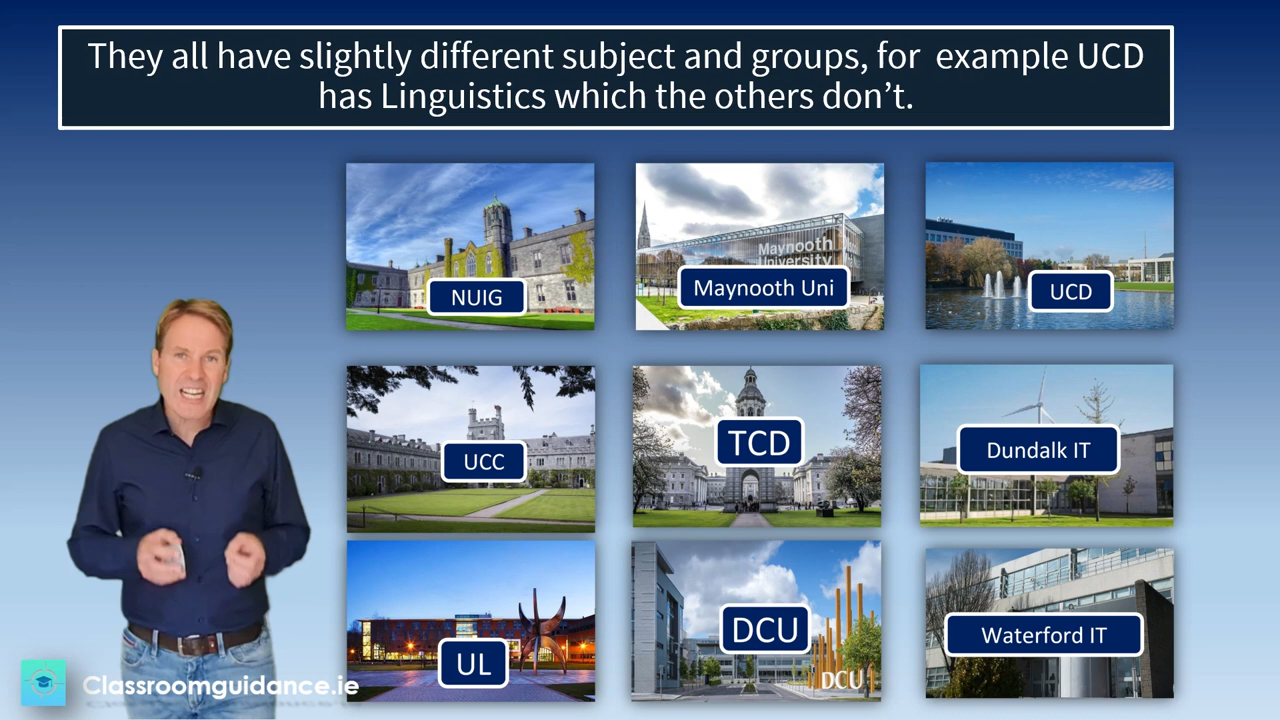 They all have slightly different subject and groups, for example UCD
has Linguistics which the others don't.
NUIG
Maynooth
University
Maynooth Uni
UCD
UCC
TCD
Dundalk IT
UL
DCU
DCU
Waterford IT
Classroomguidance.ie